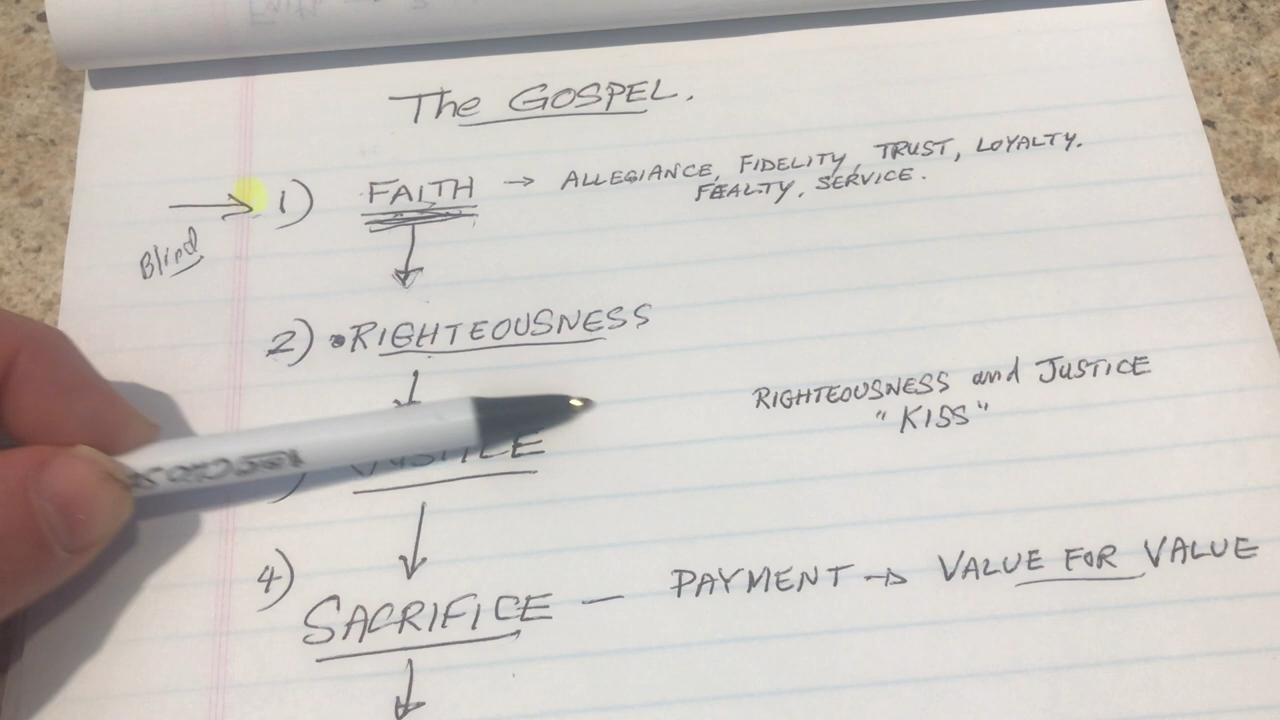 The GOSPEL.
1) FAITH → ALLEGIANCE, FIDELITY, TRUST, LOYALTY.
FEALTY, SERVICE.
Blind
2) • RIGHTEOUSNESS
RIGHTEOUSNESS and JUSTICE
"KISS"
4) SACRIFICE — PAYMENT → VALUE FOR VALUE